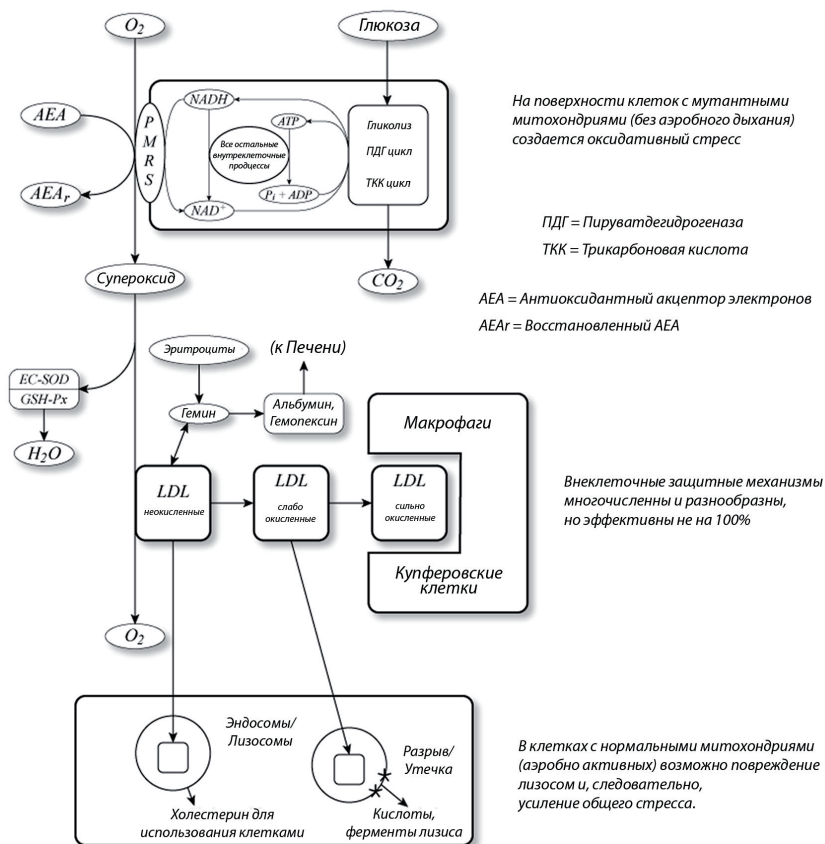 O₂
Глюкоза
AEA
AEAᵣ
P
M
R
S
NADH
NAD⁺
Все остальные
внутреклеточные
продцессы
ATP
Pᵢ + ADP
Гликолиз
ПДГ цикл
ТКК цикл
На поверхности клеток с мутантными
митохондриями (без аэробного дыхания)
создается оксидативный стресс
ПДГ = Пируватдегидрогеназа
ТКК = Трикарбоновая кислота
Супероксид
CO₂
AEA = Антиоксидантный акцептор электронов
AEAr = Восстановленный AEA
Эритроциты
(к Печени)
EC-SOD
GSH-Px
Гемин
Альбумин,
Гемопексин
H₂O
Макрофаги
LDL
неокисленные
LDL
слабо
окисленные
LDL
сильно
окисленные
Внеклеточные защитные механизмы
многочисленны и разнообразны,
но эффективны не на 100%
Купферовские
клетки
O₂
Эндосомы/
Лизосомы
Разрыв/
Утечка
Холестерин для
использования клетками
Кислоты,
ферменты лизиса
В клетках с нормальными митохондриями
(аэробно активных) возможно повреждение
лизосом и, следовательно,
усиление общего стресса.